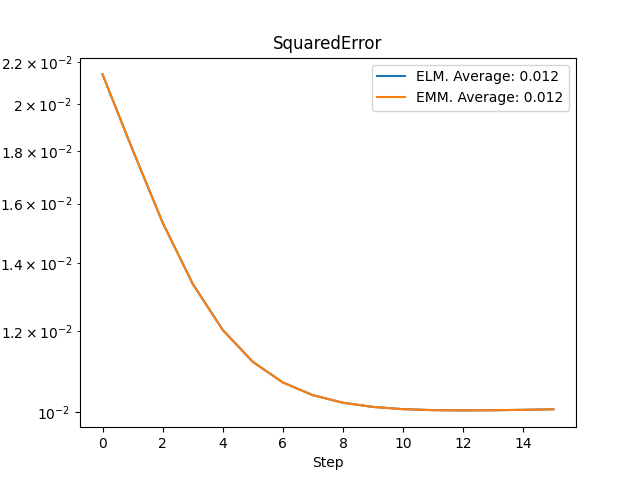 SquaredError
2.2 × 10⁻²
2 × 10⁻²
1.8 × 10⁻²
1.6 × 10⁻²
1.4 × 10⁻²
1.2 × 10⁻²
10⁻²
ELM. Average: 0.012
EMM. Average: 0.012
0 2 4 6 8 10 12 14
Step